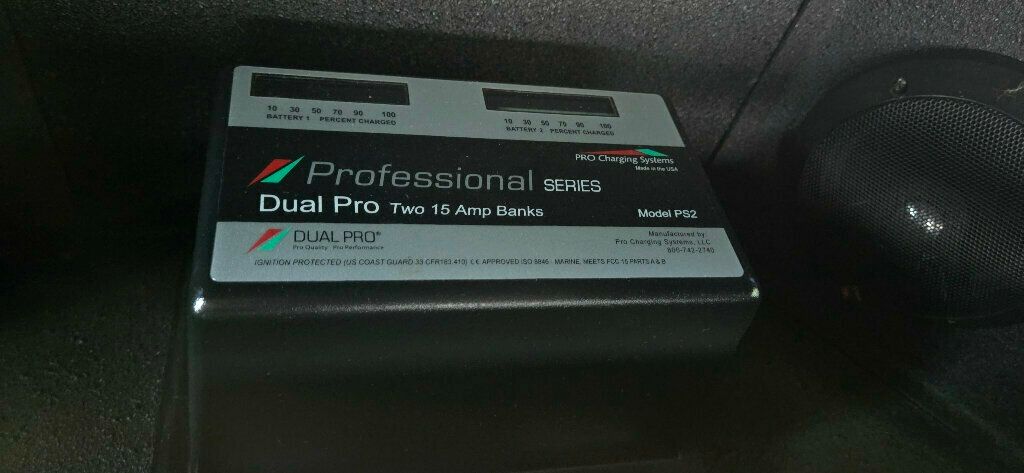 10 30 50 70 90 100
BATTERY 1 PERCENT CHARGED
10 30 50 70 90 100
BATTERY 2 PERCENT CHARGED
PRO Charging Systems
Made in the USA
Professional SERIES
Dual Pro Two 15 Amp Banks
Model PS2
DUAL PRO®
Pro Quality Pro Performance
Manufactured by:
Pro Charging Systems, LLC
800-742-2740
IGNITION PROTECTED (US COAST GUARD 33 CFR183.410) CE APPROVED ISO 8846 - MARINE, MEETS FCC 15 PARTS A & B